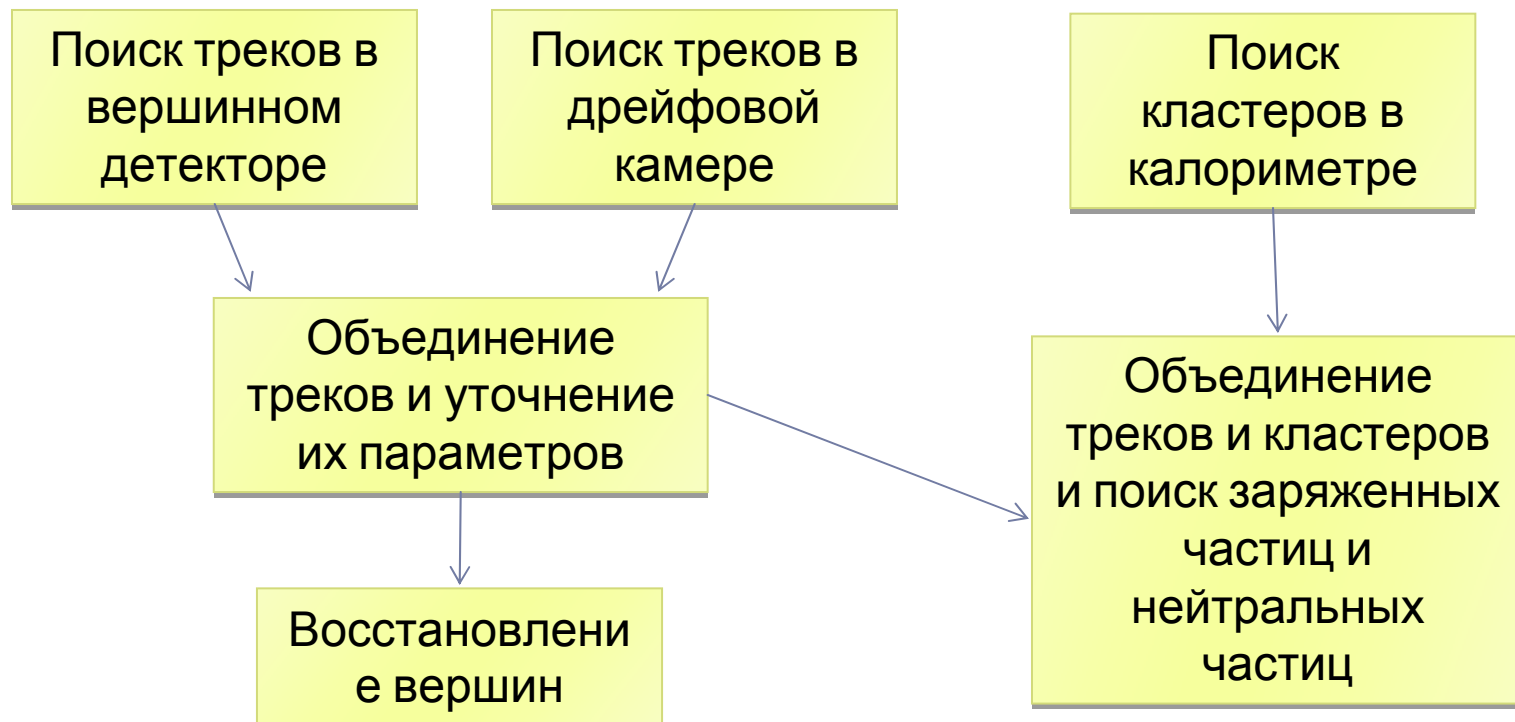 Поиск треков в
вершинном
детекторе
Поиск треков в
дрейфовой
камере
Поиск
кластеров в
калориметре
Объединение
треков и уточнение
их параметров
Объединение
треков и кластеров
и поиск заряженных
частиц и
нейтральных
частиц
Восстановлени
е вершин